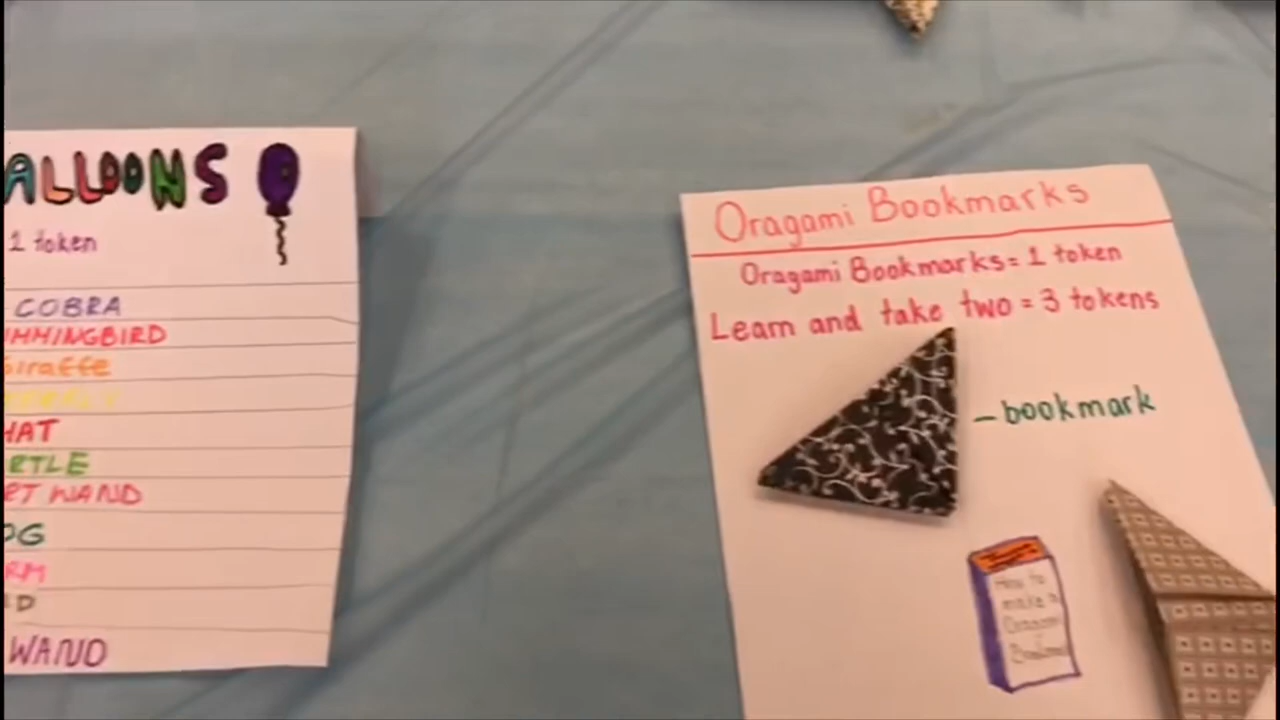 ALLOONS
1 token
COBRA
MMINGBIRD
Giraffe
HAT
RTLE
RT WAND
OG
RM
D
WAND
Oragami Bookmarks
Oragami Bookmarks = 1 token
Learn and take two = 3 tokens
- bookmark
How to
make a
Oragami
Bookmark